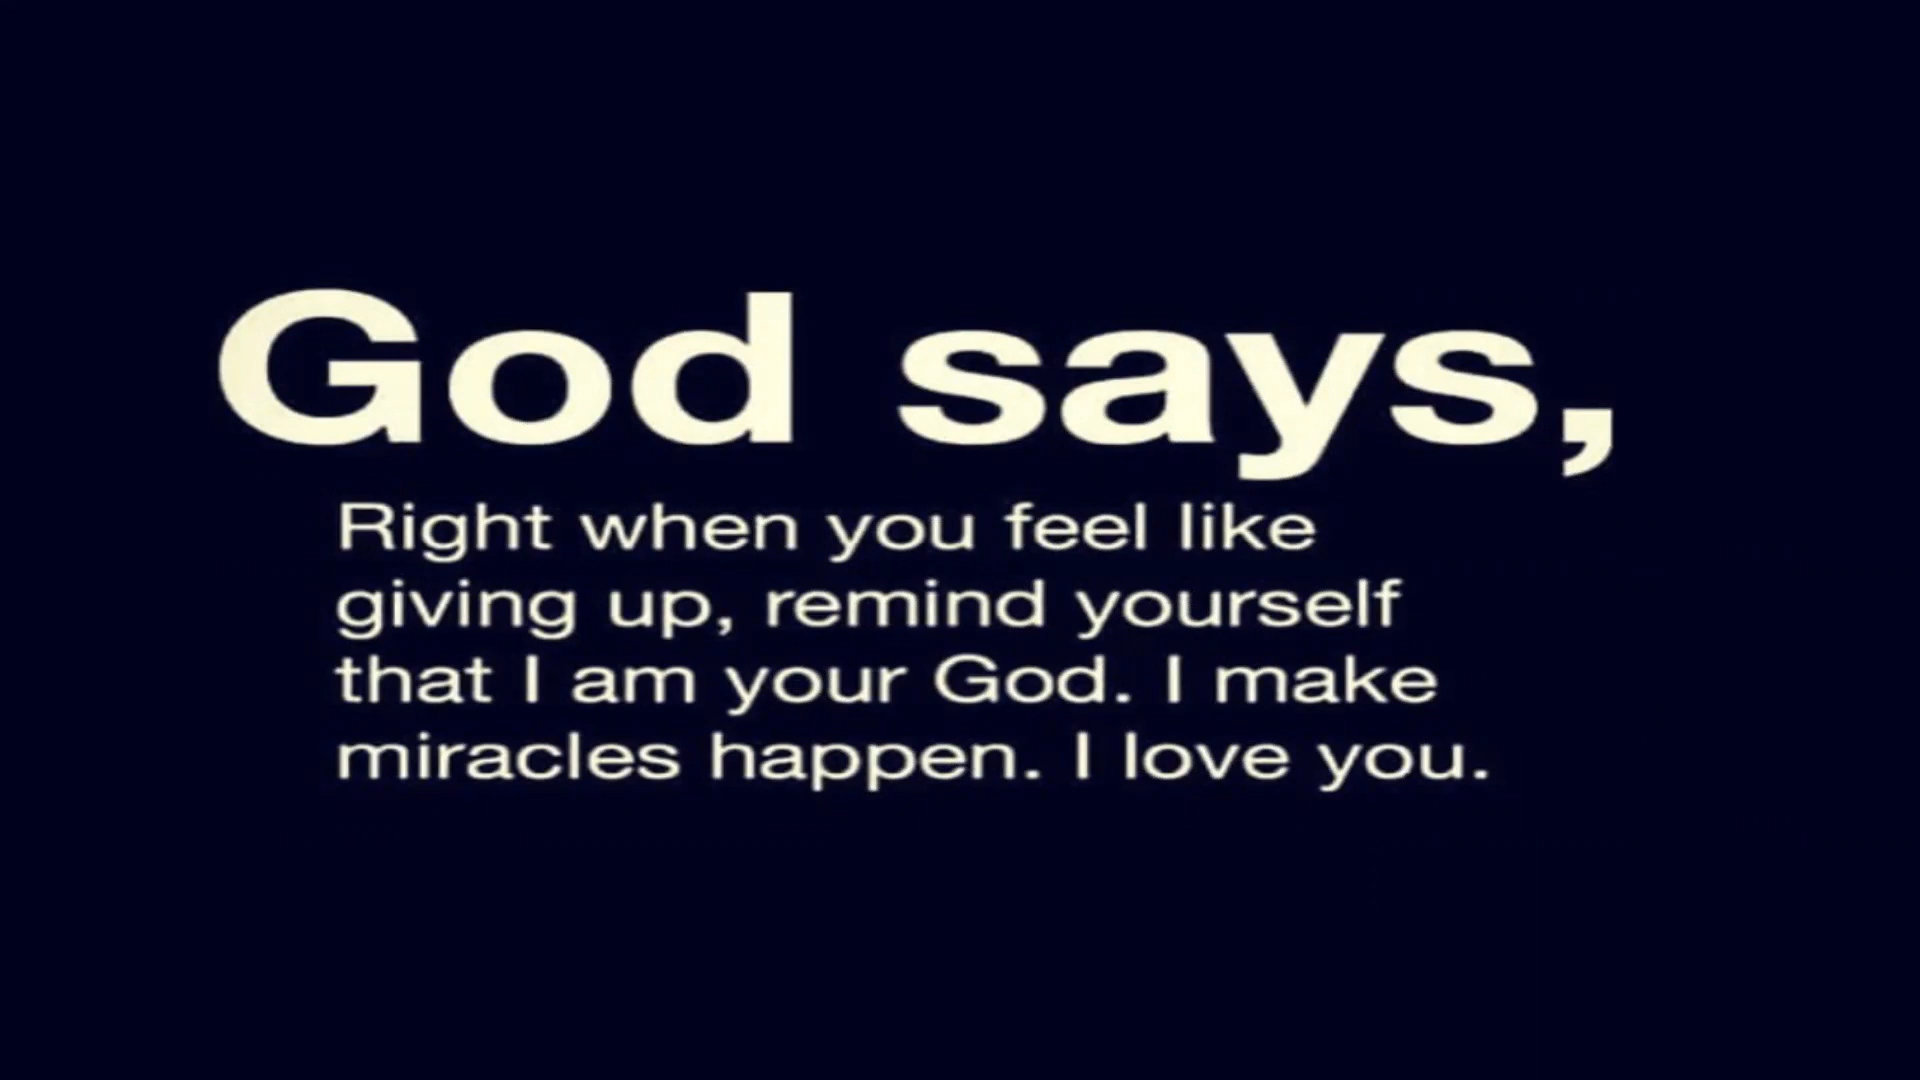 God says,
Right when you feel like
giving up, remind yourself
that I am your God. I make
miracles happen. I love you.